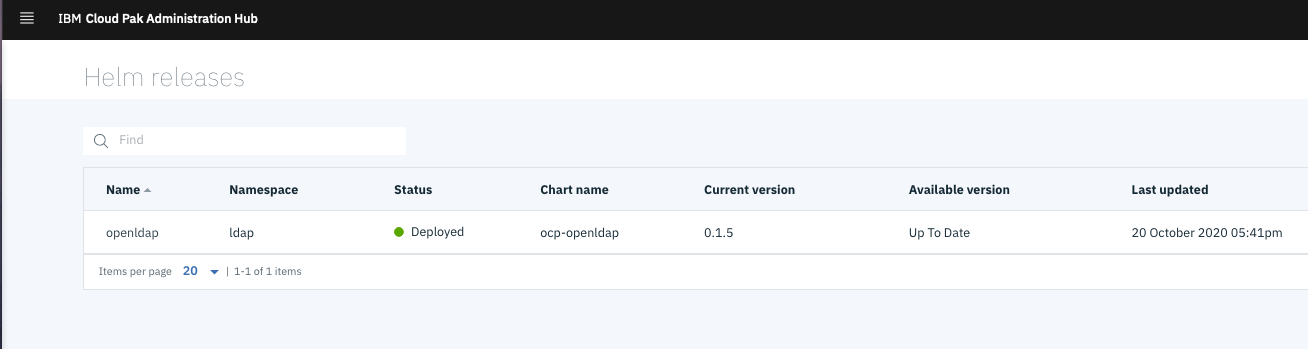 IBM Cloud Pak Administration Hub
Helm releases
Find
Name Namespace Status Chart name Current version Available version Last updated
openldap ldap Deployed ocp-openldap 0.1.5 Up To Date 20 October 2020 05:41pm
Items per page 20 | 1-1 of 1 items